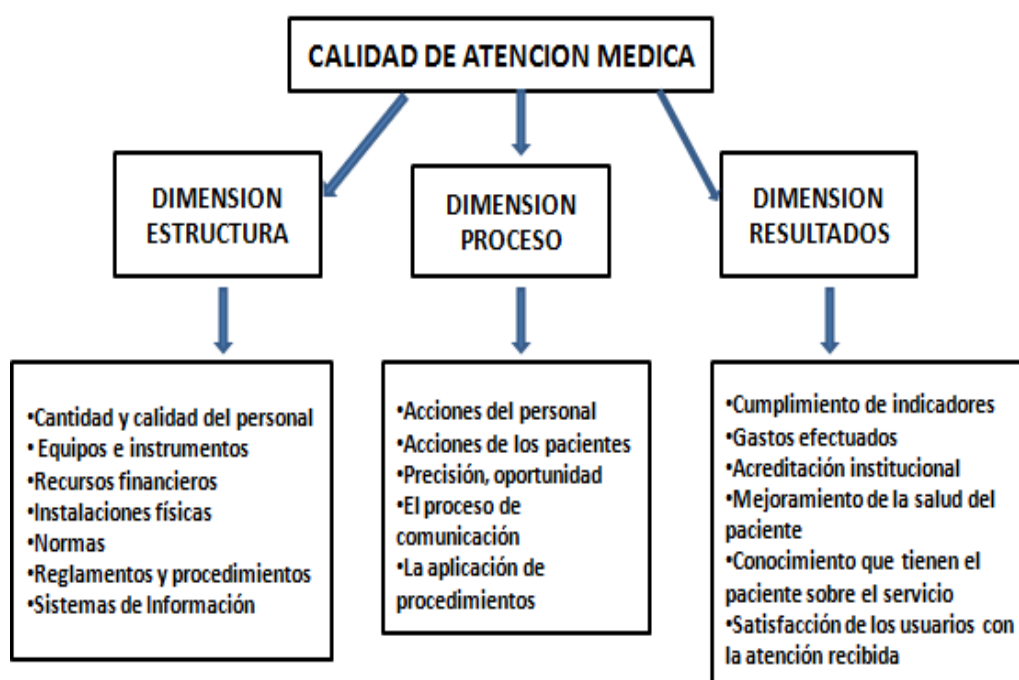 CALIDAD DE ATENCION MEDICA
DIMENSION
ESTRUCTURA
DIMENSION
PROCESO
DIMENSION
RESULTADOS
•Cantidad y calidad del personal
• Equipos e instrumentos
•Recursos financieros
•Instalaciones físicas
•Normas
•Reglamentos y procedimientos
•Sistemas de Información
•Acciones del personal
•Acciones de los pacientes
•Precisión, oportunidad
•El proceso de
comunicación
•La aplicación de
procedimientos
•Cumplimiento de indicadores
•Gastos efectuados
•Acreditación institucional
•Mejoramiento de la salud del
paciente
•Conocimiento que tienen el
paciente sobre el servicio
•Satisfacción de los usuarios con
la atención recibida